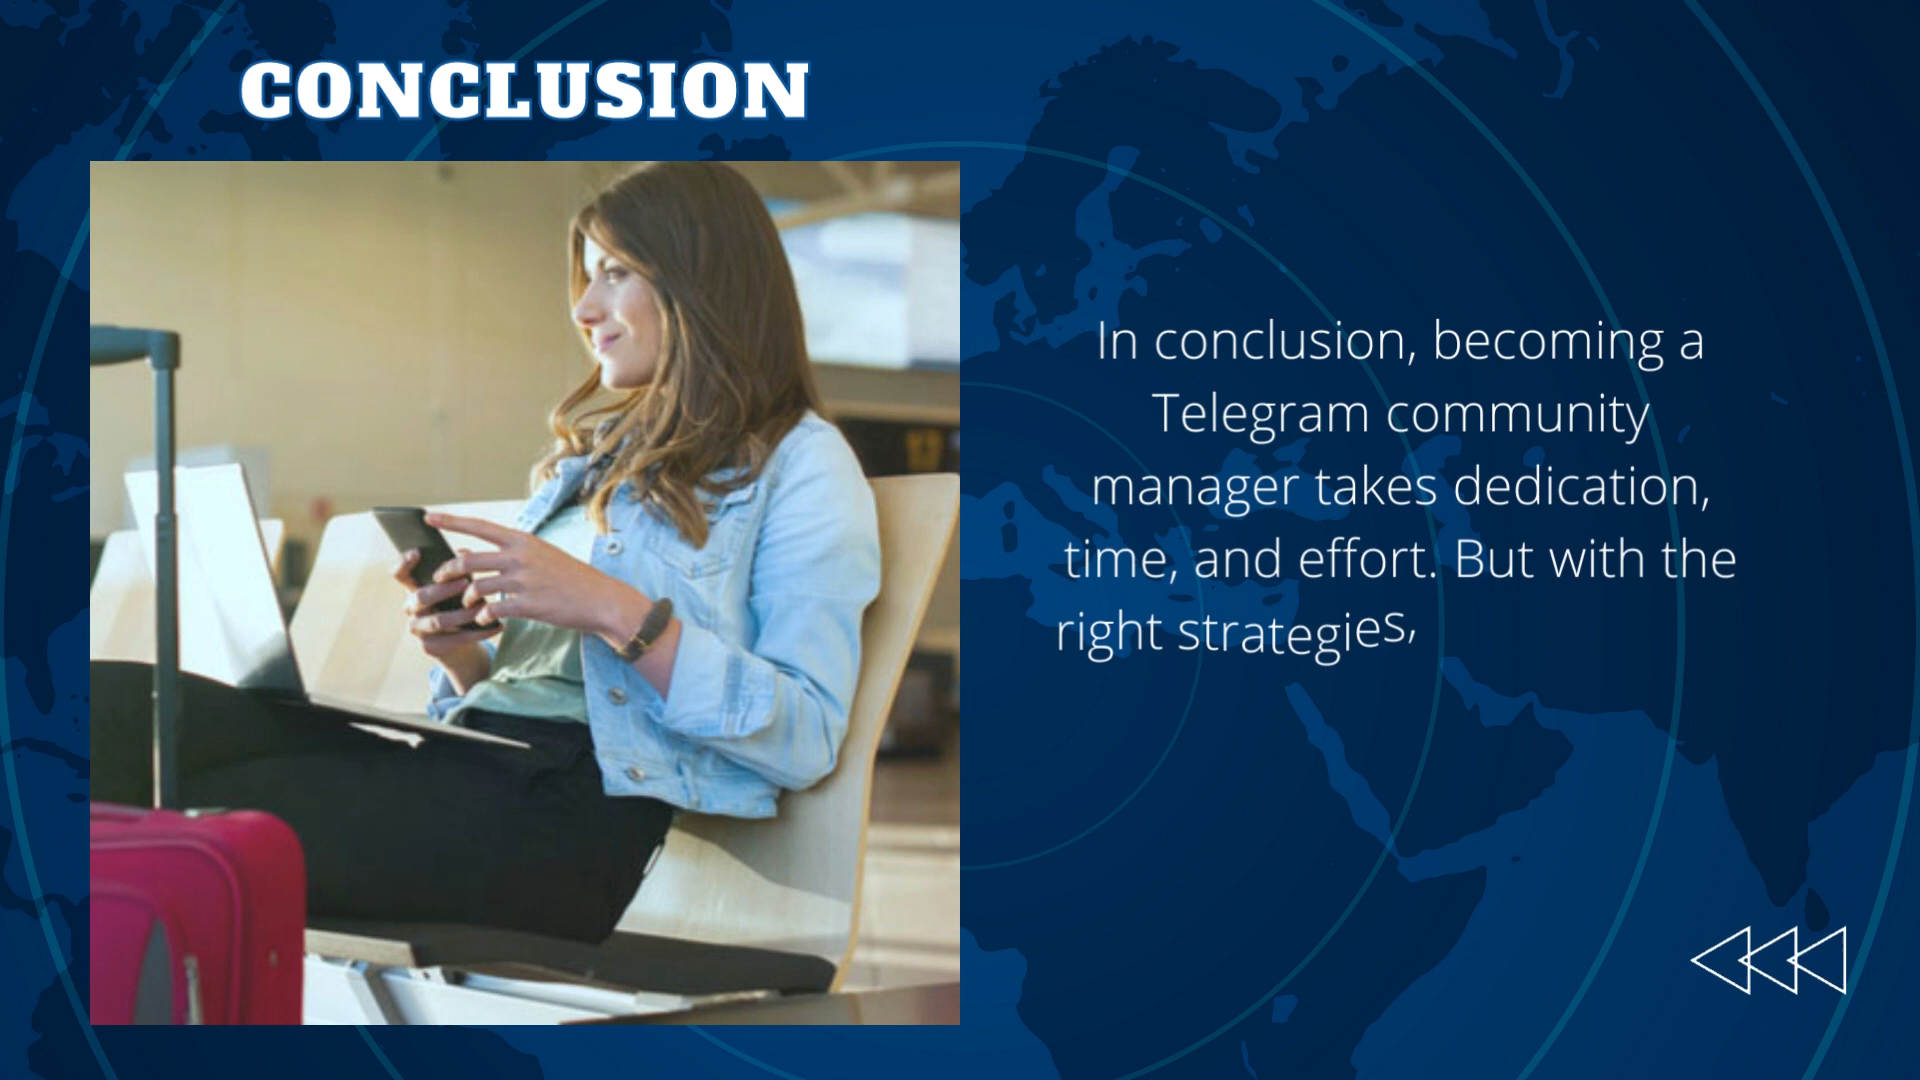 CONCLUSION
In conclusion, becoming a
Telegram community
manager takes dedication,
time, and effort. But with the
right strategies,